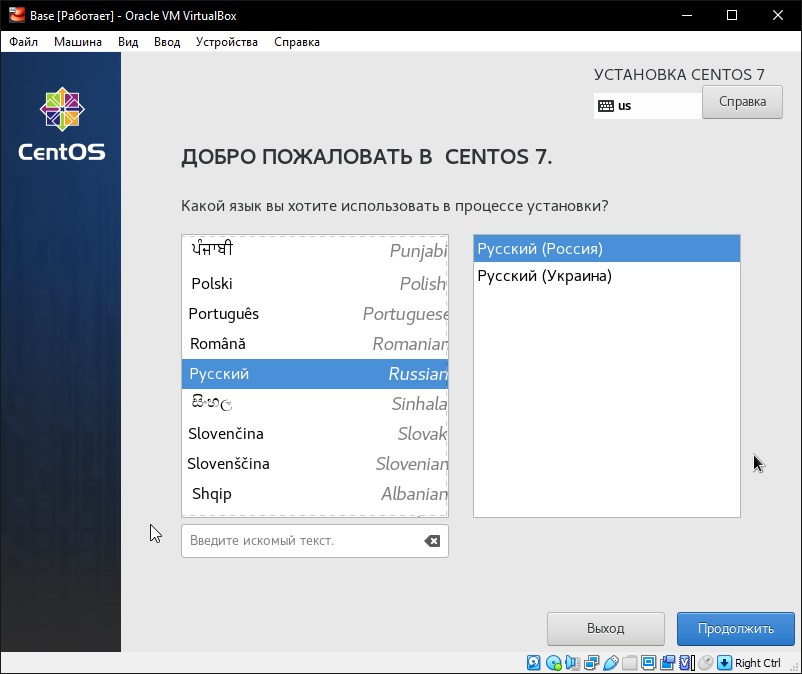 Base [Работает] - Oracle VM VirtualBox
Файл Машина Вид Ввод Устройства Справка
УСТАНОВКА CENTOS 7
us
Справка
CentOS
ДОБРО ПОЖАЛОВАТЬ В CENTOS 7.
Какой язык вы хотите использовать в процессе установки?
ਪੰਜਾਬੀ Punjabi
Polski Polish
Português Portuguese
Română Romanian
Русский Russian
සිංහල Sinhala
Slovenčina Slovak
Slovenščina Slovenian
Shqip Albanian
Русский (Россия)
Русский (Украина)
Введите искомый текст.
Выход
Продолжить
Right Ctrl